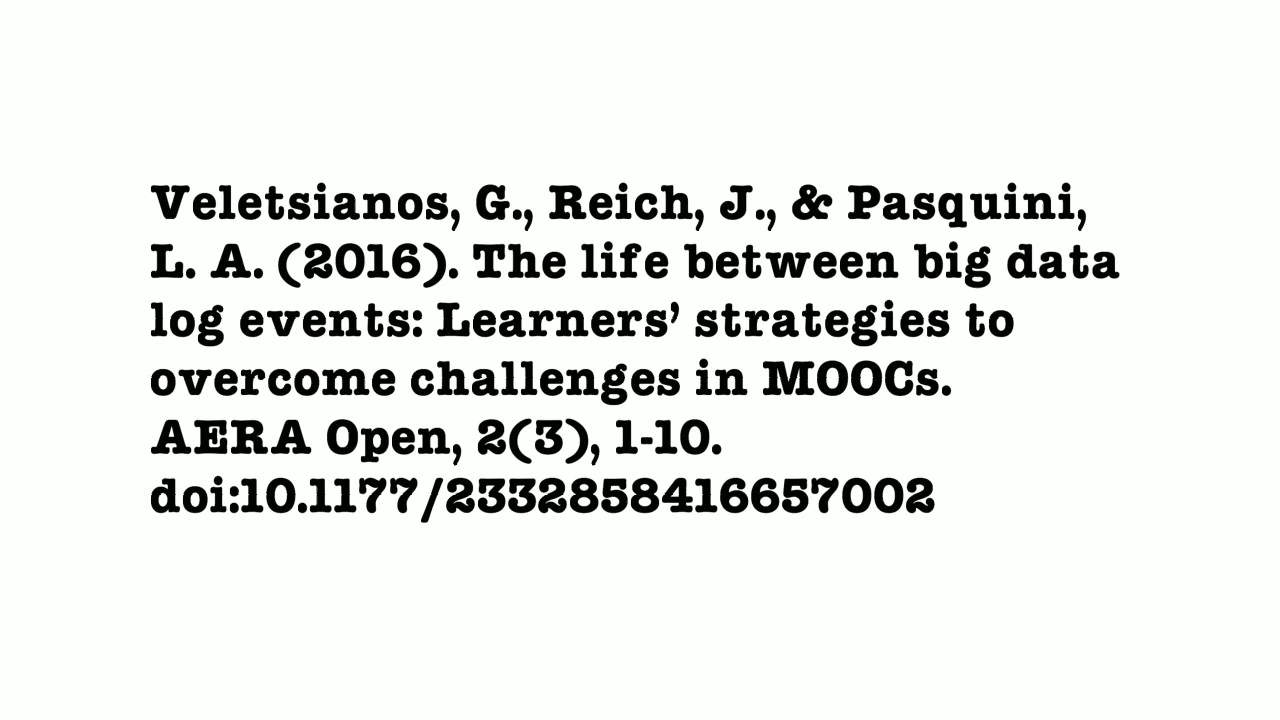 Veletsianos, G., Reich, J., & Pasquini,
L. A. (2016). The life between big data
log events: Learners’ strategies to
overcome challenges in MOOCs.
AERA Open, 2(3), 1-10.
doi:10.1177/2332858416657002